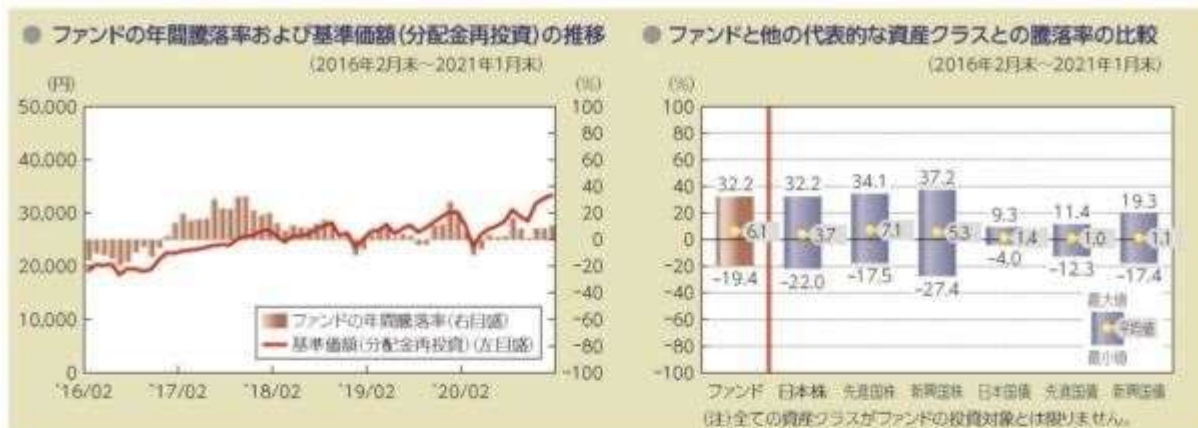 ● ファンドの年間騰落率および基準価額(分配金再投資)の推移
(2016年2月末~2021年1月末)
(円)
(%)
50,000
40,000
30,000
20,000
10,000
0
100
80
60
40
20
0
-20
-40
-60
-80
-100
ファンドの年間騰落率(右目盛)
基準価額(分配金再投資)(左目盛)
'16/02 '17/02 '18/02 '19/02 '20/02
● ファンドと他の代表的な資産クラスとの騰落率の比較
(2016年2月末~2021年1月末)
(%)
100
80
60
40
20
0
-20
-40
-60
-80
-100
32.2 32.2 34.1 37.2 9.3 11.4 19.3
6.1 3.7 7.1 5.3 1.4 1.0 1.1
-19.4 -22.0 -17.5 -27.4 -4.0 -12.3 -17.4
最大値
平均値
最小値
ファンド 日本株 先進国株 新興国株 日本国債 先進国債 新興国債
(注)全ての資産クラスがファンドの投資対象とは限りません。